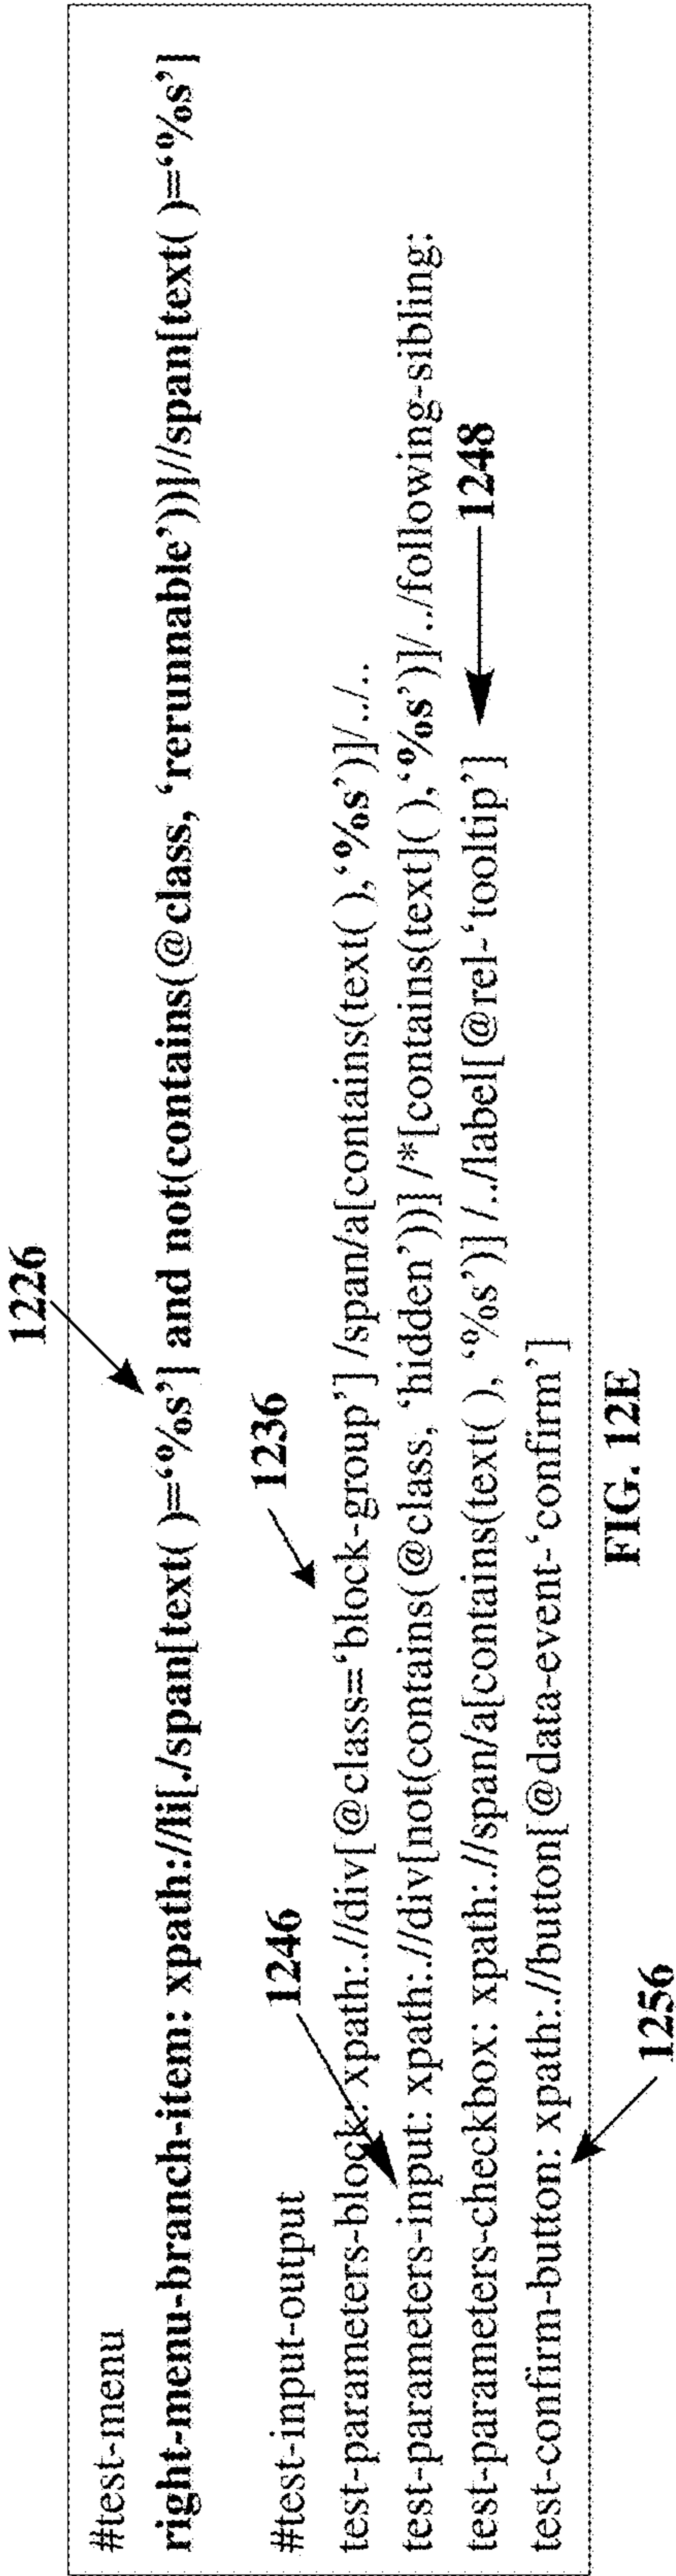 1226
#test-menu
right-menu-branch-item: xpath://li[./span[text( )=‘%s’] and not(contains(@class, ‘rerunnable’))]//span[text( )=‘%s’]
1236
1246
#test-input-output
test-parameters-block: xpath:.//div[@class=‘block-group’] /span/a[contains(text( ),‘%s’)]/../..
test-parameters-input: xpath:.//div[not(contains(@class, ‘hidden’))] /*[contains(text]( ),‘%s’)]/../following-sibling:
test-parameters-checkbox: xpath:.//span/a[contains(text( ), ‘%s’)] /../label[@rel-‘tooltip’]
1248
test-confirm-button: xpath:.//button[@data-event-‘confirm’]
1256
FIG. 12E